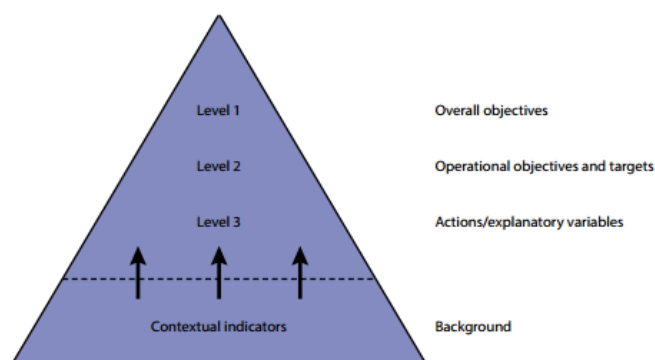 Level 1 Overall objectives
Level 2 Operational objectives and targets
Level 3 Actions/explanatory variables
Contextual indicators Background